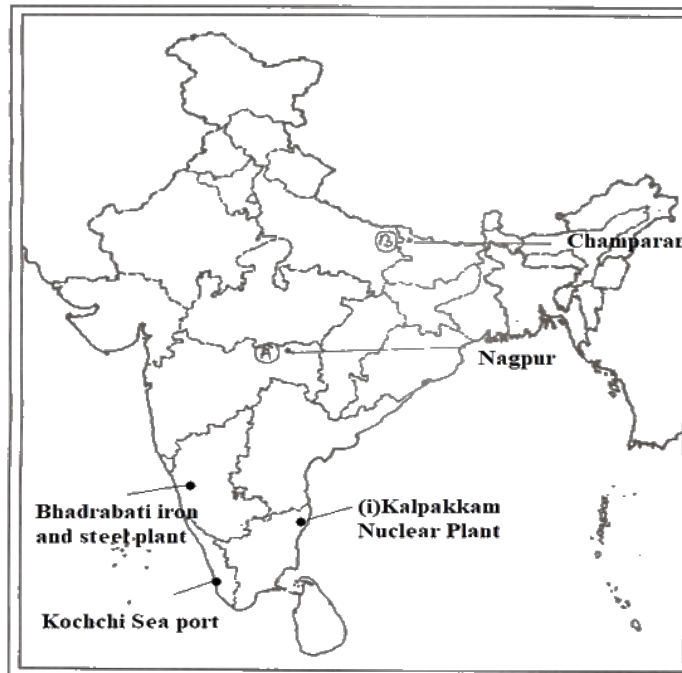 B
Champaran
A
Nagpur
Bhadrabati iron
and steel plant
(i)Kalpakkam
Nuclear Plant
Kochchi Sea port